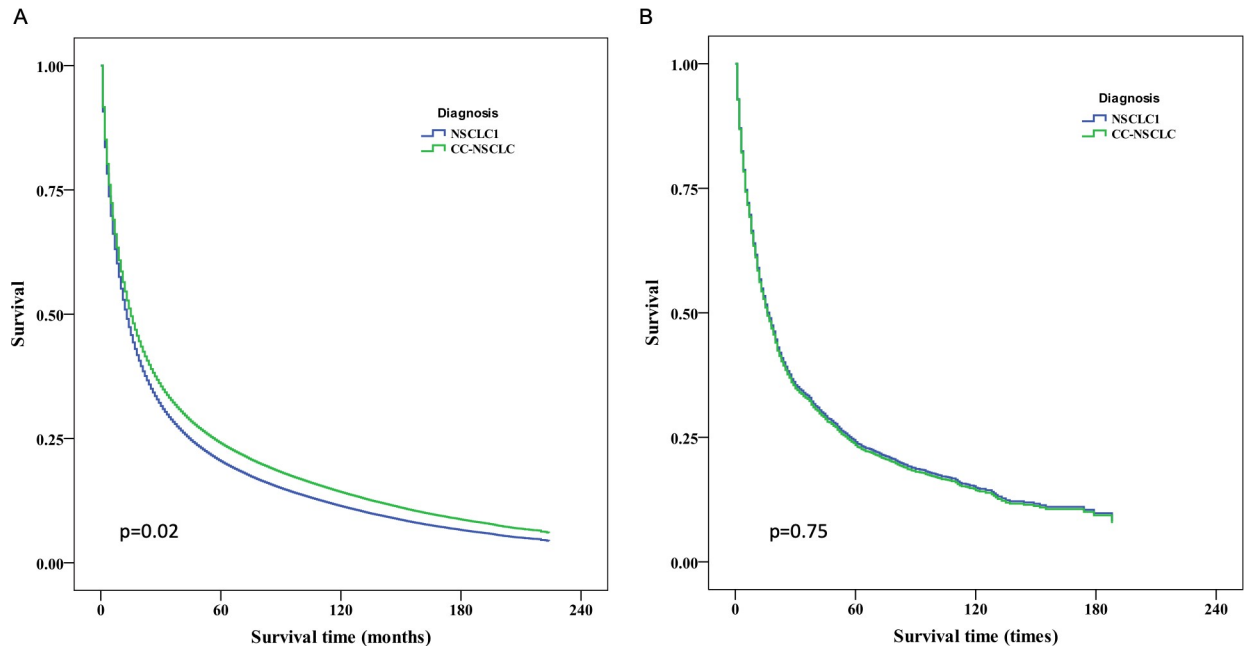 A
Diagnosis
NSCLC1
CC-NSCLC
1.00
0.75
0.50
0.25
0.00
Survival
p=0.02
0 60 120 180 240
Survival time (months)
B
Diagnosis
NSCLC1
CC-NSCLC
1.00
0.75
0.50
0.25
0.00
Survival
p=0.75
0 60 120 180 240
Survival time (times)